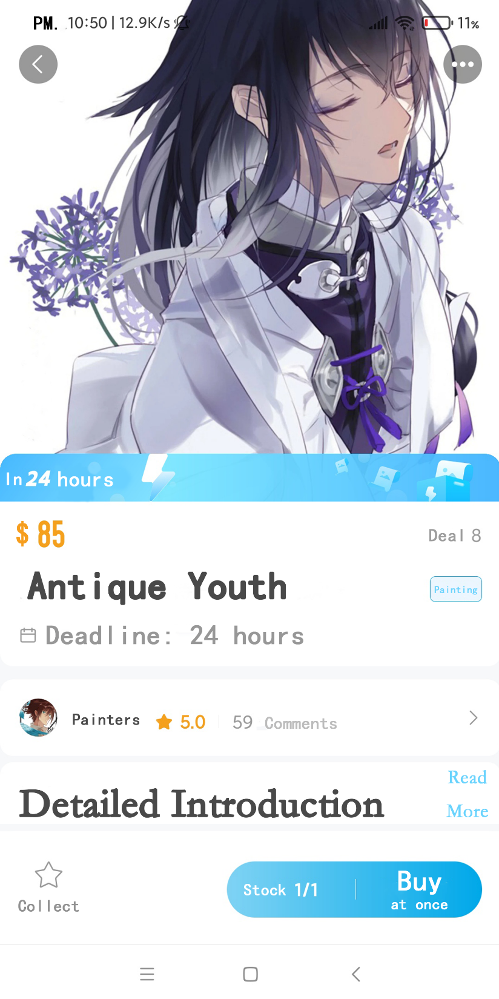 PM. 10:50 | 12.9K/s 11%
In 24 hours
$ 85
Deal 8
Antique Youth
Painting
Deadline: 24 hours
Painters 5.0 59 Comments
Read
Detailed Introduction
More
Collect
Stock 1/1
Buy
at once